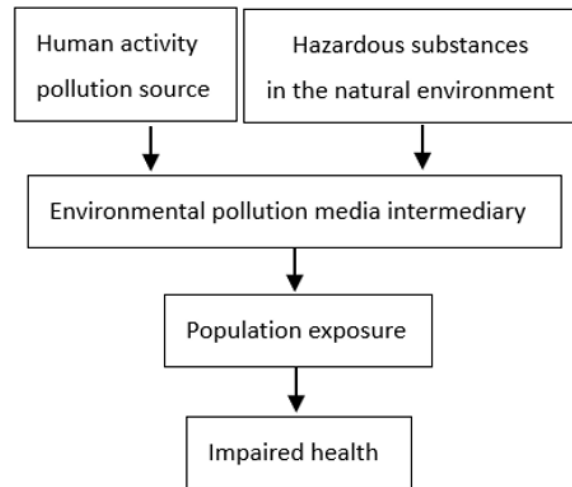 Human activity
pollution source
Hazardous substances
in the natural environment
Environmental pollution media intermediary
Population exposure
Impaired health